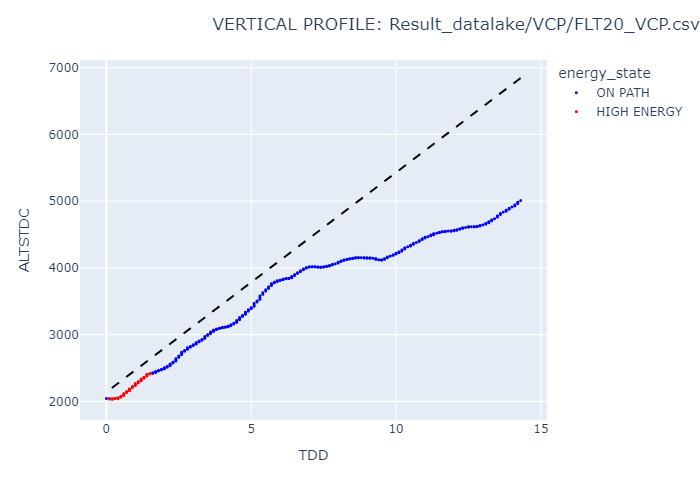 VERTICAL PROFILE: Result_datalake/VCP/FLT20_VCP.csv
energy_state
ON PATH
HIGH ENERGY
7000
6000
5000
4000
3000
2000
ALTSTDC
0
5
10
15
TDD